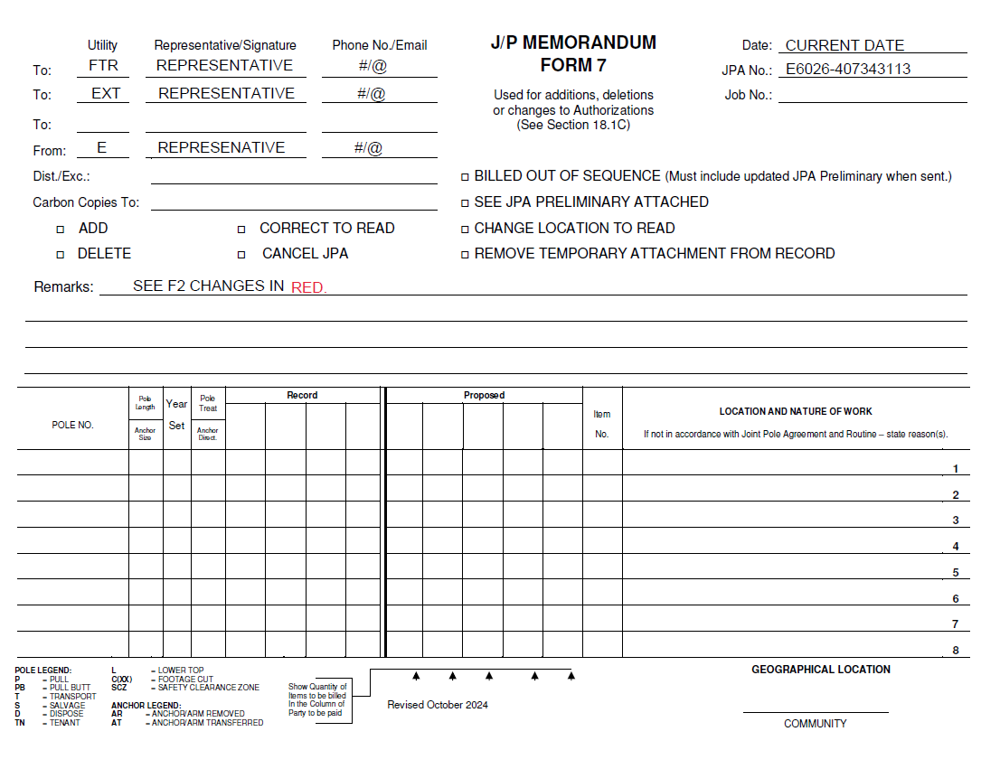 Utility Representative/Signature Phone No./Email
To: FTR REPRESENTATIVE #/@
To: EXT REPRESENTATIVE #/@
To:
From: E REPRESENATIVE #/@
Dist./Exc.:
Carbon Copies To:
J/P MEMORANDUM
FORM 7
Used for additions, deletions
or changes to Authorizations
(See Section 18.1C)
Date: CURRENT DATE
JPA No.: E6026-407343113
Job No.:
□ BILLED OUT OF SEQUENCE (Must include updated JPA Preliminary when sent.)
□ SEE JPA PRELIMINARY ATTACHED
□ ADD □ CORRECT TO READ □ CHANGE LOCATION TO READ
□ DELETE □ CANCEL JPA □ REMOVE TEMPORARY ATTACHMENT FROM RECORD
Remarks: SEE F2 CHANGES IN RED.
POLE NO.
Pole
Length
Anchor
Size
Year
Set
Pole
Treat
Anchor
Direct.
Record
Proposed
Item
No.
LOCATION AND NATURE OF WORK
If not in accordance with Joint Pole Agreement and Routine – state reason(s).
1
2
3
4
5
6
7
8
POLE LEGEND:
P = PULL
PB = PULL BUTT
T = TRANSPORT
S = SALVAGE
D = DISPOSE
TN = TENANT
L = LOWER TOP
C(XX) = FOOTAGE CUT
SCZ = SAFETY CLEARANCE ZONE
ANCHOR LEGEND:
AR = ANCHOR/ARM REMOVED
AT = ANCHOR/ARM TRANSFERRED
Show Quantity of
Items to be billed
In the Column of
Party to be paid
Revised October 2024
GEOGRAPHICAL LOCATION
COMMUNITY